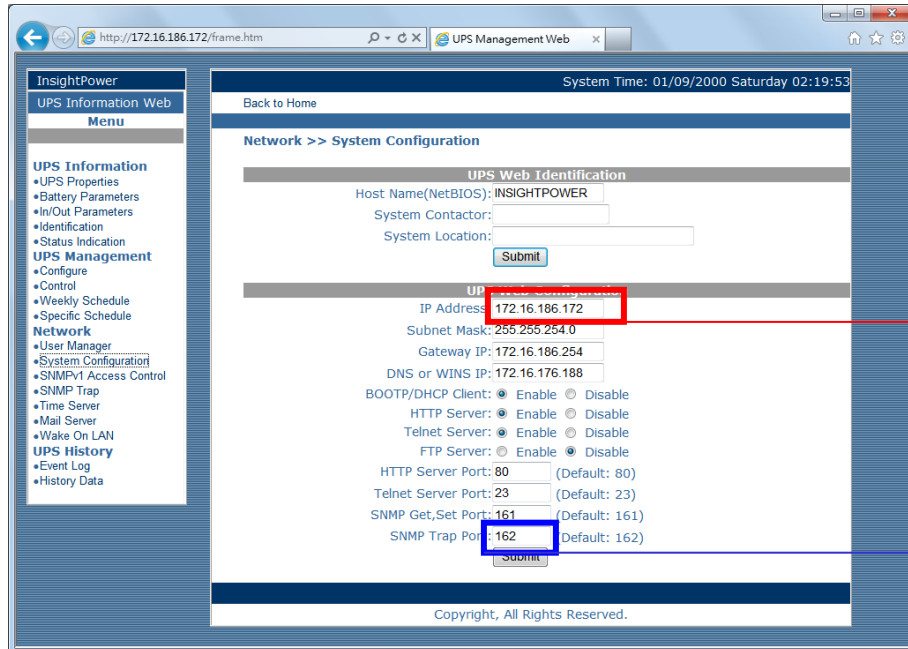 http://172.16.186.172/frame.htm
UPS Management Web
InsightPower
UPS Information Web
Menu
UPS Information
•UPS Properties
•Battery Parameters
•In/Out Parameters
•Identification
•Status Indication
UPS Management
•Configure
•Control
•Weekly Schedule
•Specific Schedule
Network
•User Manager
•System Configuration
•SNMPv1 Access Control
•SNMP Trap
•Time Server
•Mail Server
•Wake On LAN
UPS History
•Event Log
•History Data
System Time: 01/09/2000 Saturday 02:19:53
Back to Home
Network >> System Configuration
UPS Web Identification
Host Name(NetBIOS): INSIGHTPOWER
System Contactor:
System Location:
Submit
UPS Web Configuration
IP Address: 172.16.186.172
Subnet Mask: 255.255.254.0
Gateway IP: 172.16.186.254
DNS or WINS IP: 172.16.176.188
BOOTP/DHCP Client: Enable Disable
HTTP Server: Enable Disable
Telnet Server: Enable Disable
FTP Server: Enable Disable
HTTP Server Port: 80 (Default: 80)
Telnet Server Port: 23 (Default: 23)
SNMP Get,Set Port: 161 (Default: 161)
SNMP Trap Port: 162 (Default: 162)
Submit
Copyright, All Rights Reserved.